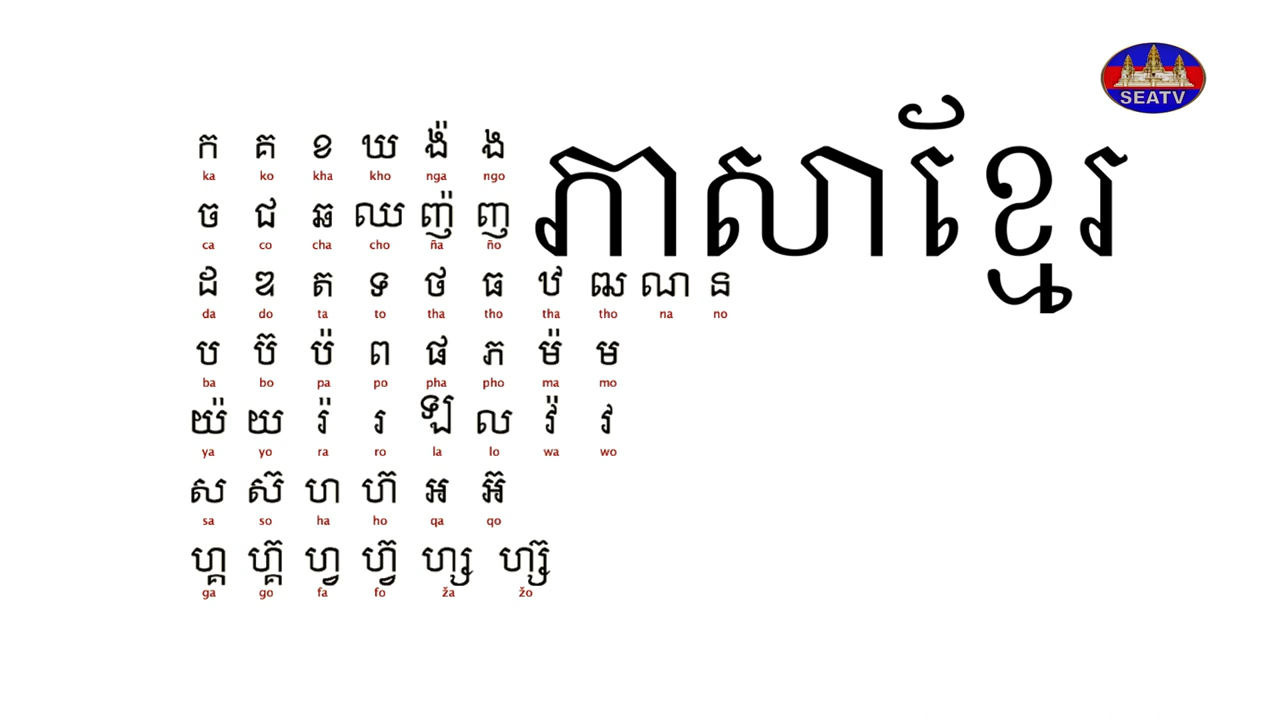 SEATV
ភាសាខ្មែរ
ក គ ខ ឃ ង៉ ង
ka ko kha kho nga ngo
ច ជ ឆ ឈ ញ៉ ញ
ca co cha cho ña ño
ដ ឌ ត ទ ថ ធ ឋ ឍ ណ ន
da do ta to tha tho tha tho na no
ប ប៊ ប៉ ព ផ ភ ម៉ ម
ba bo pa po pha pho ma mo
យ៉ យ រ៉ រ ឡ ល វ៉ វ
ya yo ra ro la lo wa wo
ស ស៊ ហ ហ៊ អ អ៊
sa so ha ho qa qo
ហ្គ ហ្គ៊ ហ្វ ហ្វ៊ ហ្ស ហ្ស៊
ga go fa fo ža žo